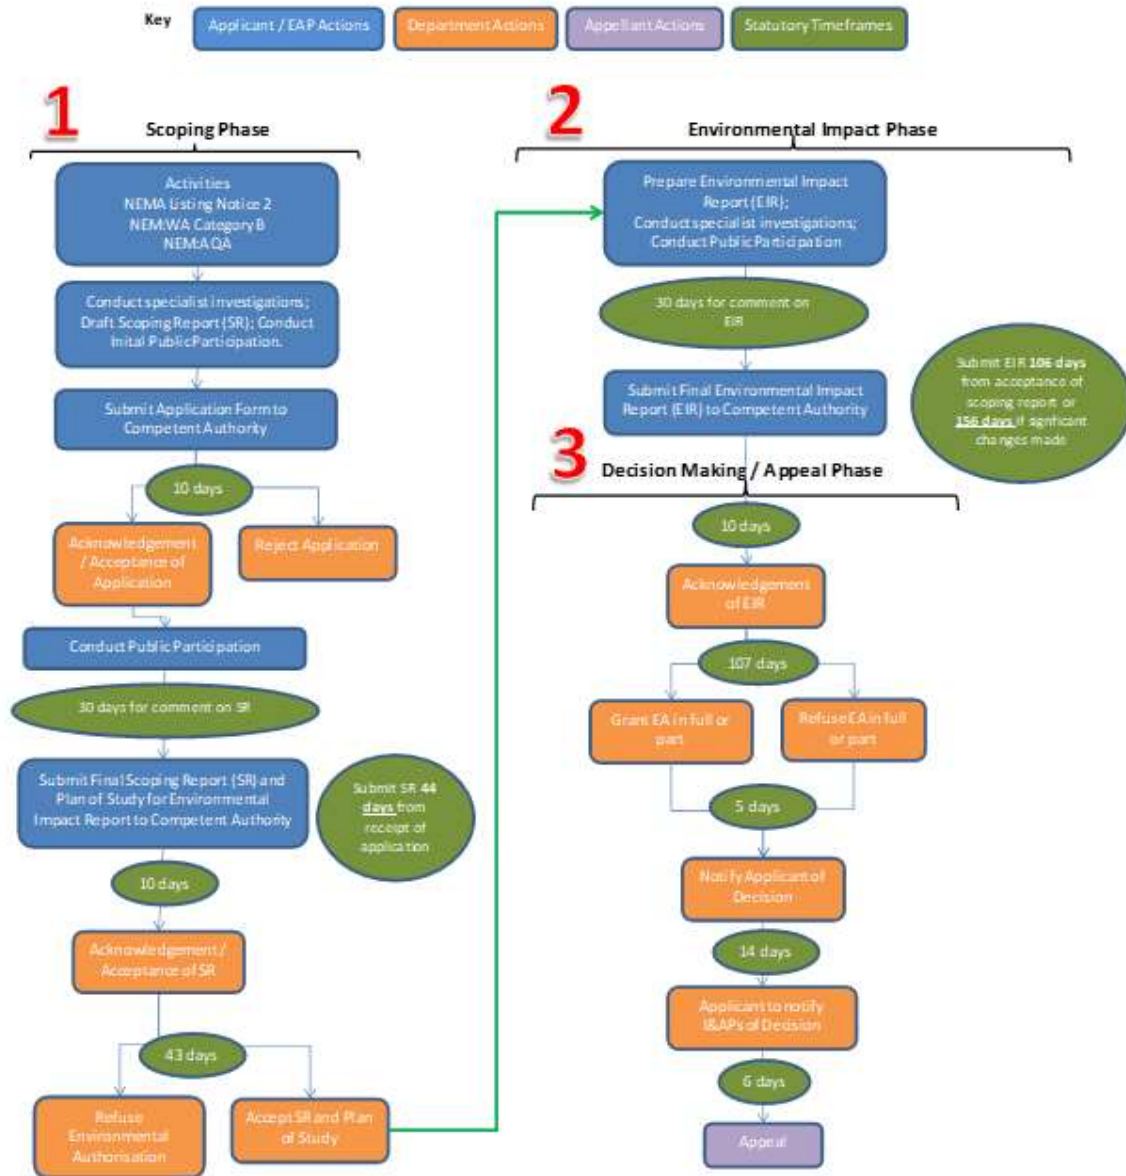 Key
Applicant / EAP Actions
Department Actions
Appellant Actions
Statutory Timeframes
1
Scoping Phase
Activities
NEMA Listing Notice 2
NEM:WA Category B
NEM:AQA
Conduct specialist investigations;
Draft Scoping Report (SR); Conduct
Inital Public Participation.
Submit Application Form to
Competent Authority
10 days
Acknowledgement
/ Acceptance of
Application
Reject Application
Conduct Public Participation
30 days for comment on SR
Submit Final Scoping Report (SR) and
Plan of Study for Environmental
Impact Report to Competent Authority
Submit SR 44
days from
receipt of
application
10 days
Acknowledgement /
Acceptance of SR
43 days
Refuse
Environmental
Authorisation
Accept SR and Plan
of Study
2
Environmental Impact Phase
Prepare Environmental Impact
Report (EIR);
Conduct specialist investigations;
Conduct Public Participation
30 days for comment on
EIR
Submit Final Environmental Impact
Report (EIR) to Competent Authority
Submit EIR 106 days
from acceptance of
scoping report or
156 days if signficant
changes made
3
Decision Making / Appeal Phase
10 days
Acknowledgement
of EIR
107 days
Grant EA in full or
part
Refuse EA in full
or part
5 days
Notify Applicant of
Decision
14 days
Applicant to notify
I&APs of Decision
6 days
Appeal